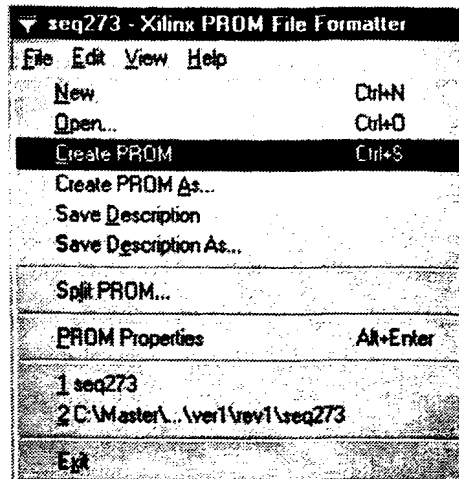 seq273 - Xilinx PROM File Formatter
File Edit View Help
New Ctrl+N
Open... Ctrl+O
Create PROM Ctrl+S
Create PROM As...
Save Description
Save Description As...
Split PROM...
PROM Properties Alt+Enter
1 seq273
2 C:\Master\...\ver1\rev1\seq273
Exit